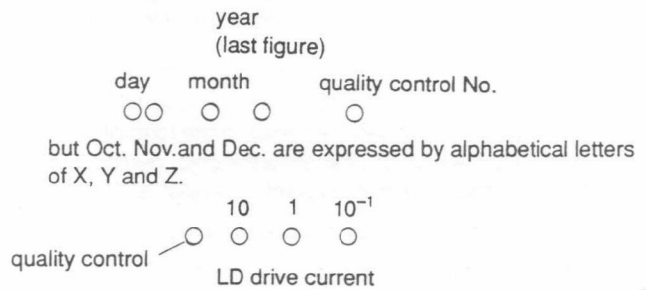 year
(last figure)
day month quality control No.
○○ ○ ○ ○
but Oct. Nov.and Dec. are expressed by alphabetical letters
of X, Y and Z.
10 1 10⁻¹
○ ○ ○ ○
quality control
LD drive current